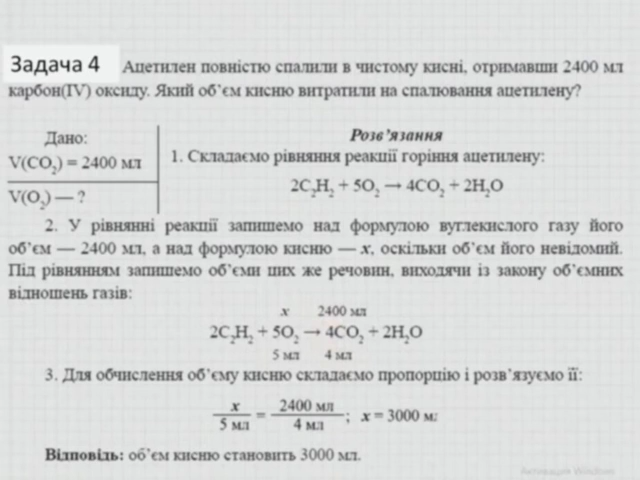 Задача 4 Ацетилен повністю спалили в чистому кисні, отримавши 2400 мл
карбон(IV) оксиду. Який об’єм кисню витратили на спалювання ацетилену?
Дано:
V(CO₂) = 2400 мл
V(O₂) — ?
Розв’язання
1. Складаємо рівняння реакції горіння ацетилену:
2C₂H₂ + 5O₂ → 4CO₂ + 2H₂O
2. У рівнянні реакції запишемо над формулою вуглекислого газу його
об’єм — 2400 мл, а над формулою кисню — x, оскільки об’єм його невідомий.
Під рівнянням запишемо об’єми цих же речовин, виходячи із закону об’ємних
відношень газів:
x 2400 мл
2C₂H₂ + 5O₂ → 4CO₂ + 2H₂O
5 мл 4 мл
3. Для обчислення об’єму кисню складаємо пропорцію і розв’язуємо її:
x / 5 мл = 2400 мл / 4 мл ; x = 3000 мл
Відповідь: об’єм кисню становить 3000 мл.
Активация Windows